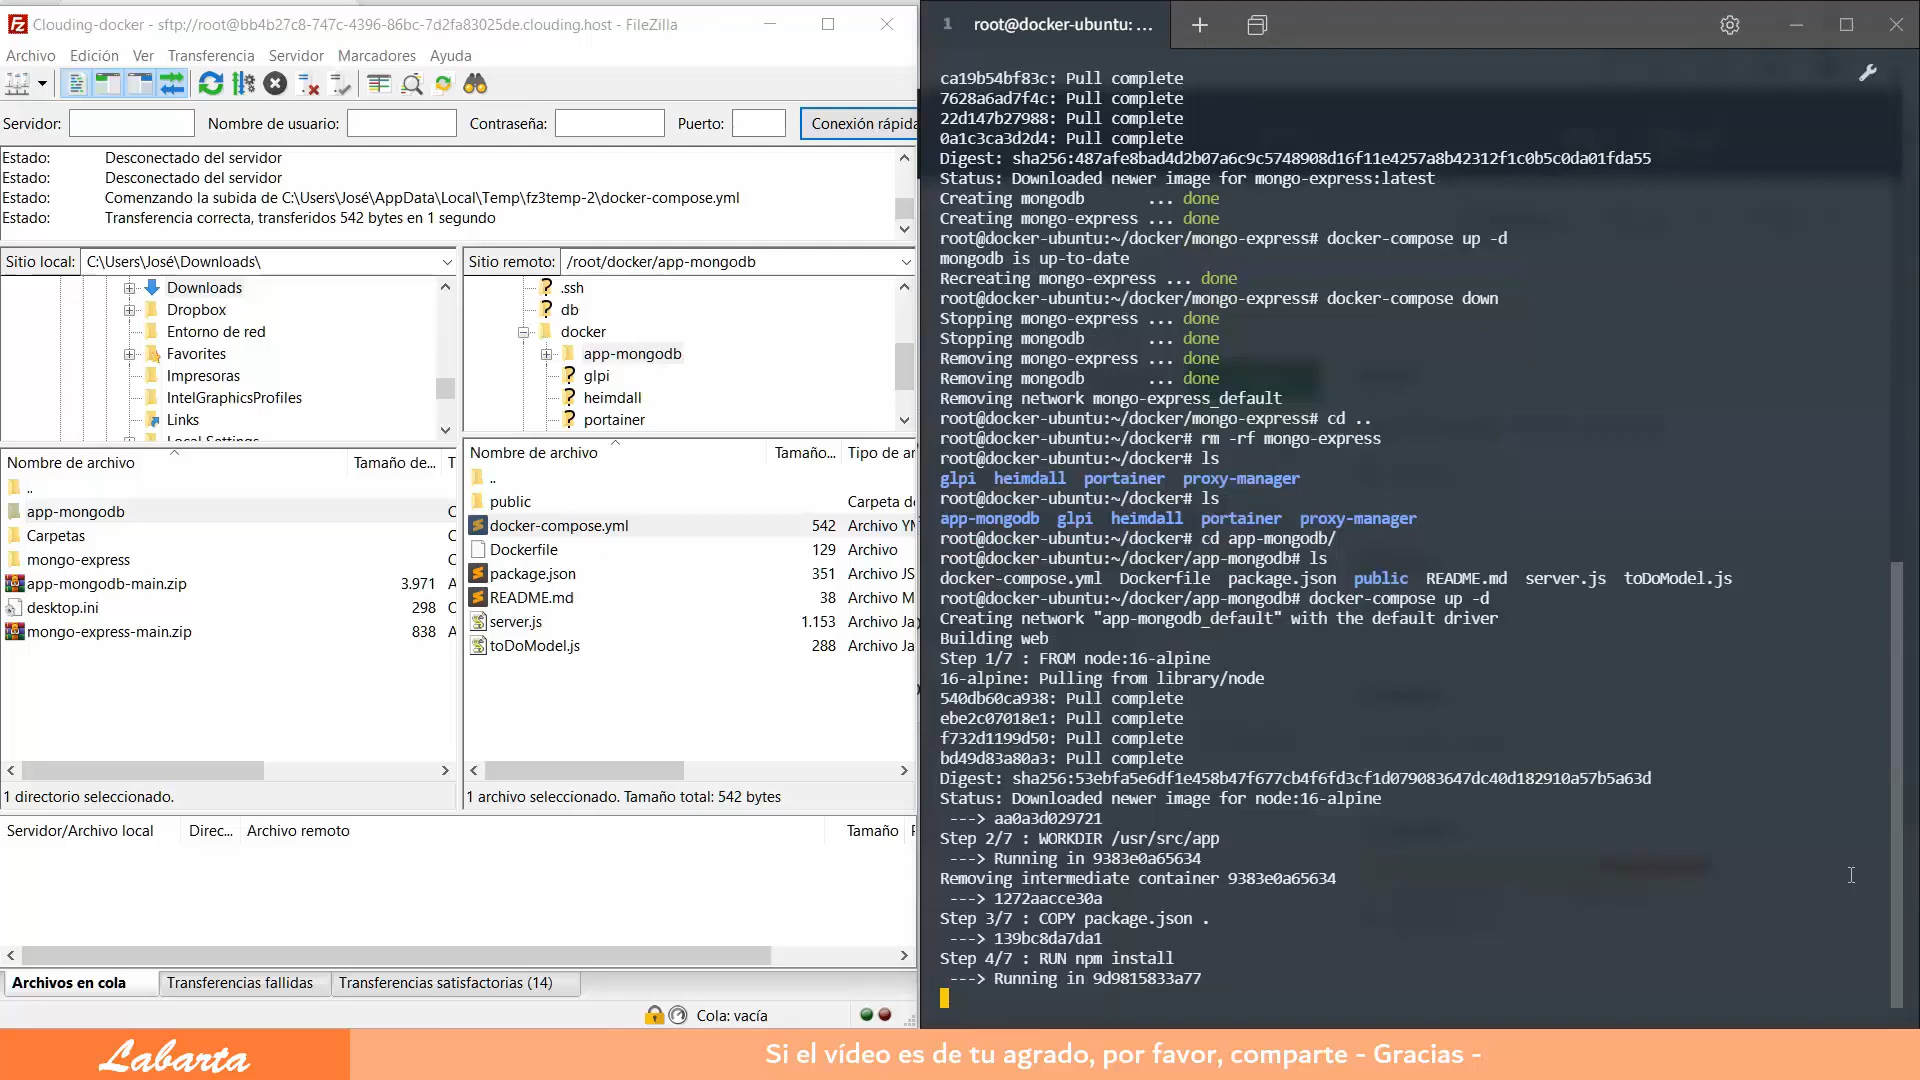 Clouding-docker - sftp://root@bb4b27c8-747c-4396-86bc-7d2fa83025de.clouding.host - FileZilla
Archivo Edición Ver Transferencia Servidor Marcadores Ayuda
Servidor: Nombre de usuario: Contraseña: Puerto: Conexión rápida
Estado: Desconectado del servidor
Estado: Desconectado del servidor
Estado: Comenzando la subida de C:\Users\José\AppData\Local\Temp\fz3temp-2\docker-compose.yml
Estado: Transferencia correcta, transferidos 542 bytes en 1 segundo
Sitio local: C:\Users\José\Downloads\
Downloads
Dropbox
Entorno de red
Favorites
Impresoras
IntelGraphicsProfiles
Links
Local Settings
Nombre de archivo Tamaño de... T
..
app-mongodb C
Carpetas C
mongo-express C
app-mongodb-main.zip 3.971 A
desktop.ini 298 C
mongo-express-main.zip 838 A
1 directorio seleccionado.
Sitio remoto: /root/docker/app-mongodb
.ssh
db
docker
app-mongodb
glpi
heimdall
portainer
Nombre de archivo Tamaño... Tipo de ar
..
public Carpeta de
docker-compose.yml 542 Archivo YM
Dockerfile 129 Archivo
package.json 351 Archivo JS
README.md 38 Archivo M
server.js 1.153 Archivo Ja
toDoModel.js 288 Archivo Ja
1 archivo seleccionado. Tamaño total: 542 bytes
Servidor/Archivo local Direc... Archivo remoto Tamaño P
Archivos en cola Transferencias fallidas Transferencias satisfactorias (14)
Cola: vacía
1 root@docker-ubuntu: ...
ca19b54bf83c: Pull complete
7628a6ad7f4c: Pull complete
22d147b27988: Pull complete
0a1c3ca3d2d4: Pull complete
Digest: sha256:487afe8bad4d2b07a6c9c5748908d16f11e4257a8b42312f1c0b5c0da01fda55
Status: Downloaded newer image for mongo-express:latest
Creating mongodb ... done
Creating mongo-express ... done
root@docker-ubuntu:~/docker/mongo-express# docker-compose up -d
mongodb is up-to-date
Recreating mongo-express ... done
root@docker-ubuntu:~/docker/mongo-express# docker-compose down
Stopping mongo-express ... done
Stopping mongodb ... done
Removing mongo-express ... done
Removing mongodb ... done
Removing network mongo-express_default
root@docker-ubuntu:~/docker/mongo-express# cd ..
root@docker-ubuntu:~/docker# rm -rf mongo-express
root@docker-ubuntu:~/docker# ls
glpi heimdall portainer proxy-manager
root@docker-ubuntu:~/docker# ls
app-mongodb glpi heimdall portainer proxy-manager
root@docker-ubuntu:~/docker# cd app-mongodb/
root@docker-ubuntu:~/docker/app-mongodb# ls
docker-compose.yml Dockerfile package.json public README.md server.js toDoModel.js
root@docker-ubuntu:~/docker/app-mongodb# docker-compose up -d
Creating network "app-mongodb_default" with the default driver
Building web
Step 1/7 : FROM node:16-alpine
16-alpine: Pulling from library/node
540db60ca938: Pull complete
ebe2c07018e1: Pull complete
f732d1199d50: Pull complete
bd49d83a80a3: Pull complete
Digest: sha256:53ebfa5e6df1e458b47f677cb4f6fd3cf1d079083647dc40d182910a57b5a63d
Status: Downloaded newer image for node:16-alpine
---> aa0a3d029721
Step 2/7 : WORKDIR /usr/src/app
---> Running in 9383e0a65634
Removing intermediate container 9383e0a65634
---> 1272aacce30a
Step 3/7 : COPY package.json .
---> 139bc8da7da1
Step 4/7 : RUN npm install
---> Running in 9d9815833a77
Labarta
Si el vídeo es de tu agrado, por favor, comparte - Gracias -